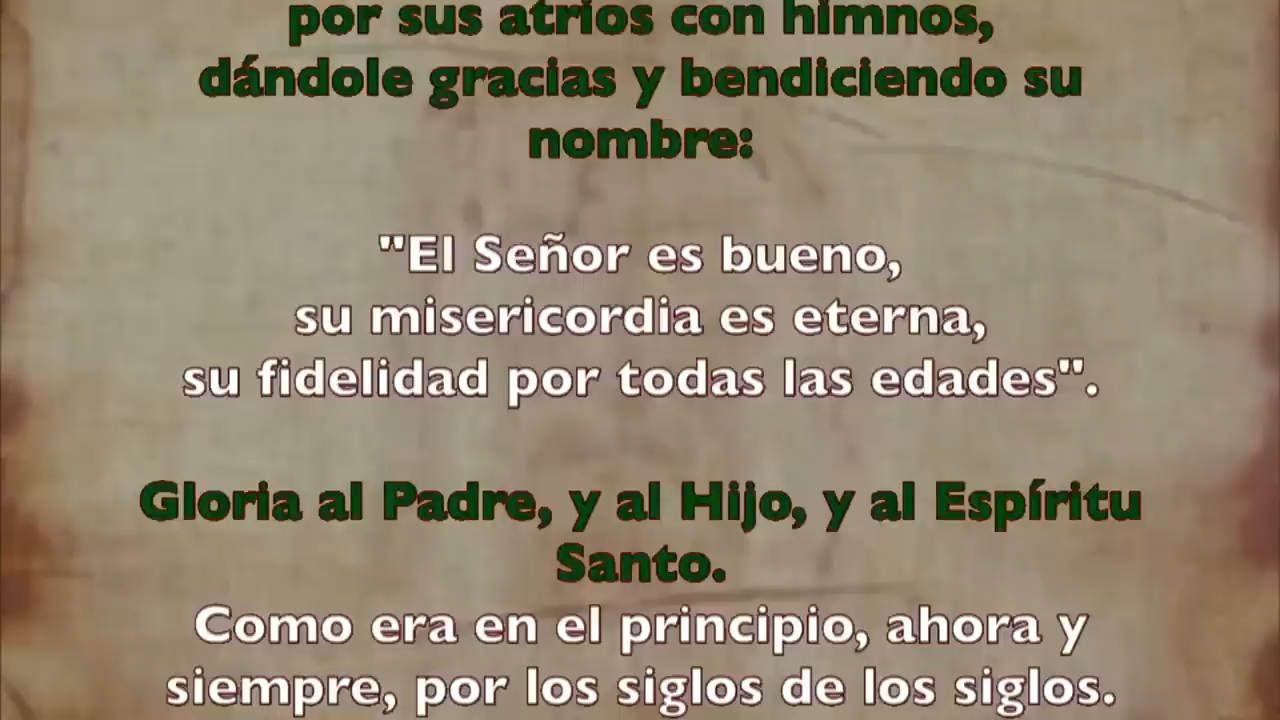 por sus atrios con himnos,
dándole gracias y bendiciendo su
nombre:
"El Señor es bueno,
su misericordia es eterna,
su fidelidad por todas las edades".
Gloria al Padre, y al Hijo, y al Espíritu
Santo.
Como era en el principio, ahora y
siempre, por los siglos de los siglos.